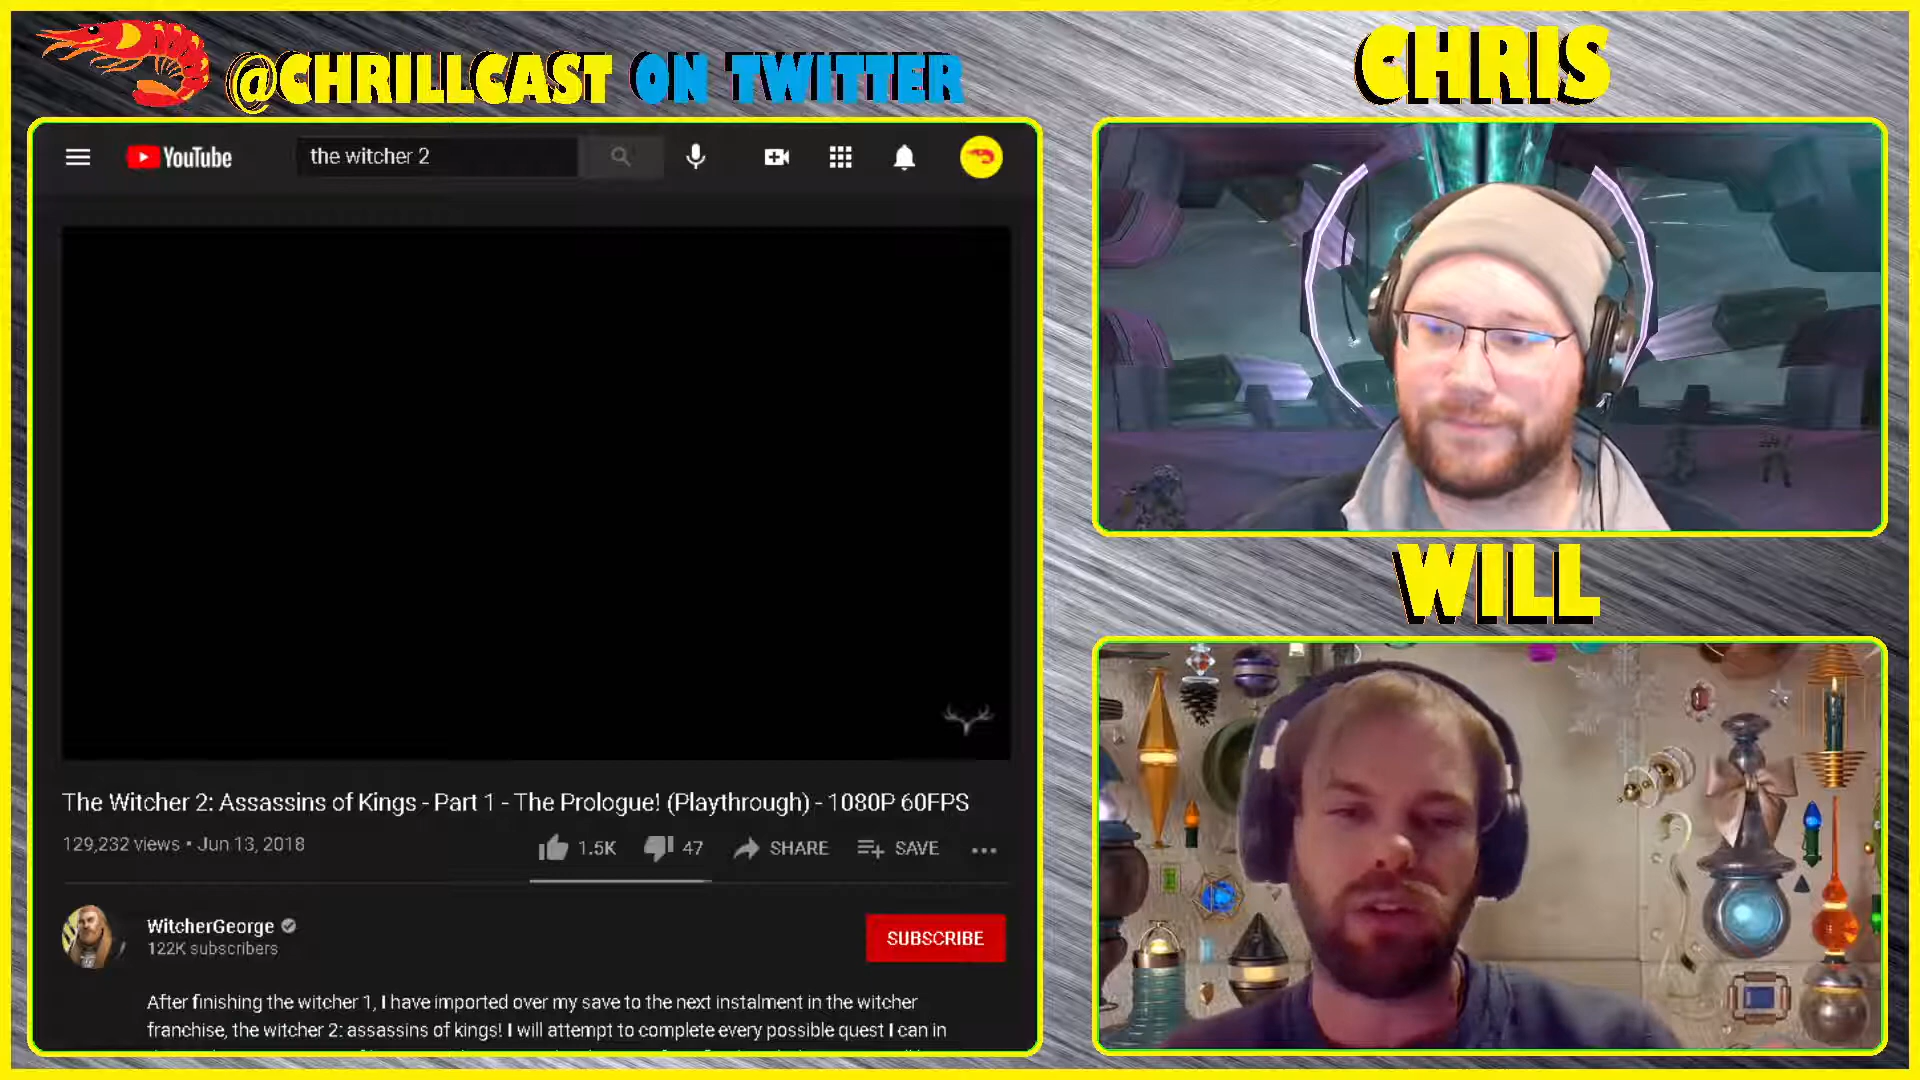 @CHRILLCAST ON TWITTER
CHRIS
YouTube
the witcher 2
The Witcher 2: Assassins of Kings - Part 1 - The Prologue! (Playthrough) - 1080P 60FPS
129,232 views • Jun 13, 2018
1.5K
47
SHARE
SAVE
WitcherGeorge
122K subscribers
SUBSCRIBE
After finishing the witcher 1, I have imported over my save to the next instalment in the witcher
franchise, the witcher 2: assassins of kings! I will attempt to complete every possible quest I can in
WILL